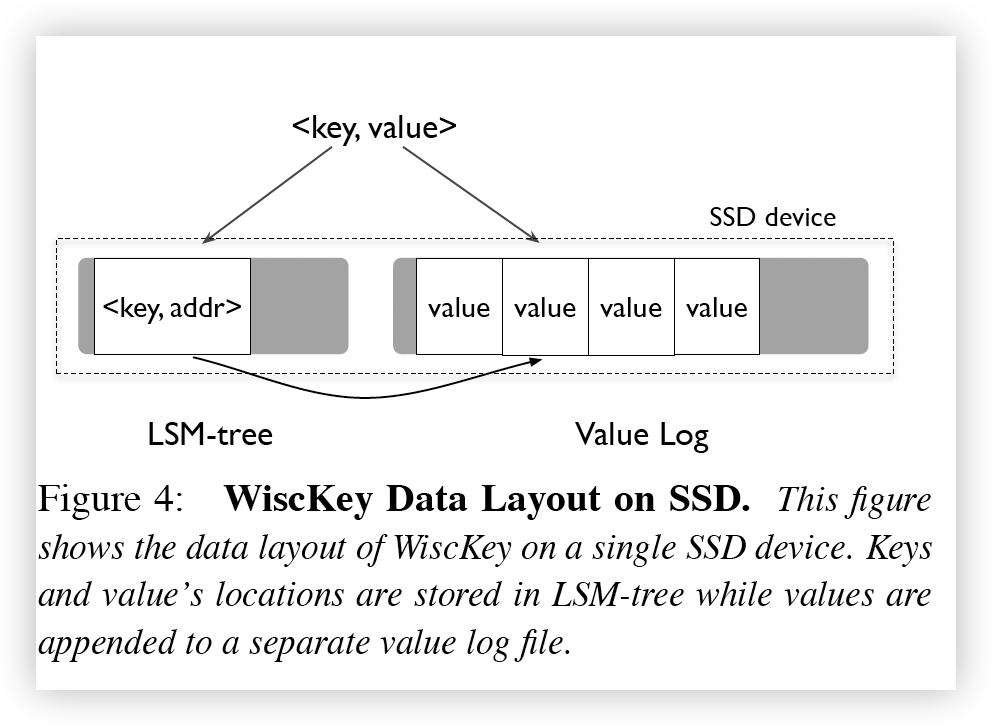 <key, value>
SSD device
<key, addr>
value value value value
LSM-tree
Value Log
Figure 4: WiscKey Data Layout on SSD. This figure
shows the data layout of WiscKey on a single SSD device. Keys
and value's locations are stored in LSM-tree while values are
appended to a separate value log file.